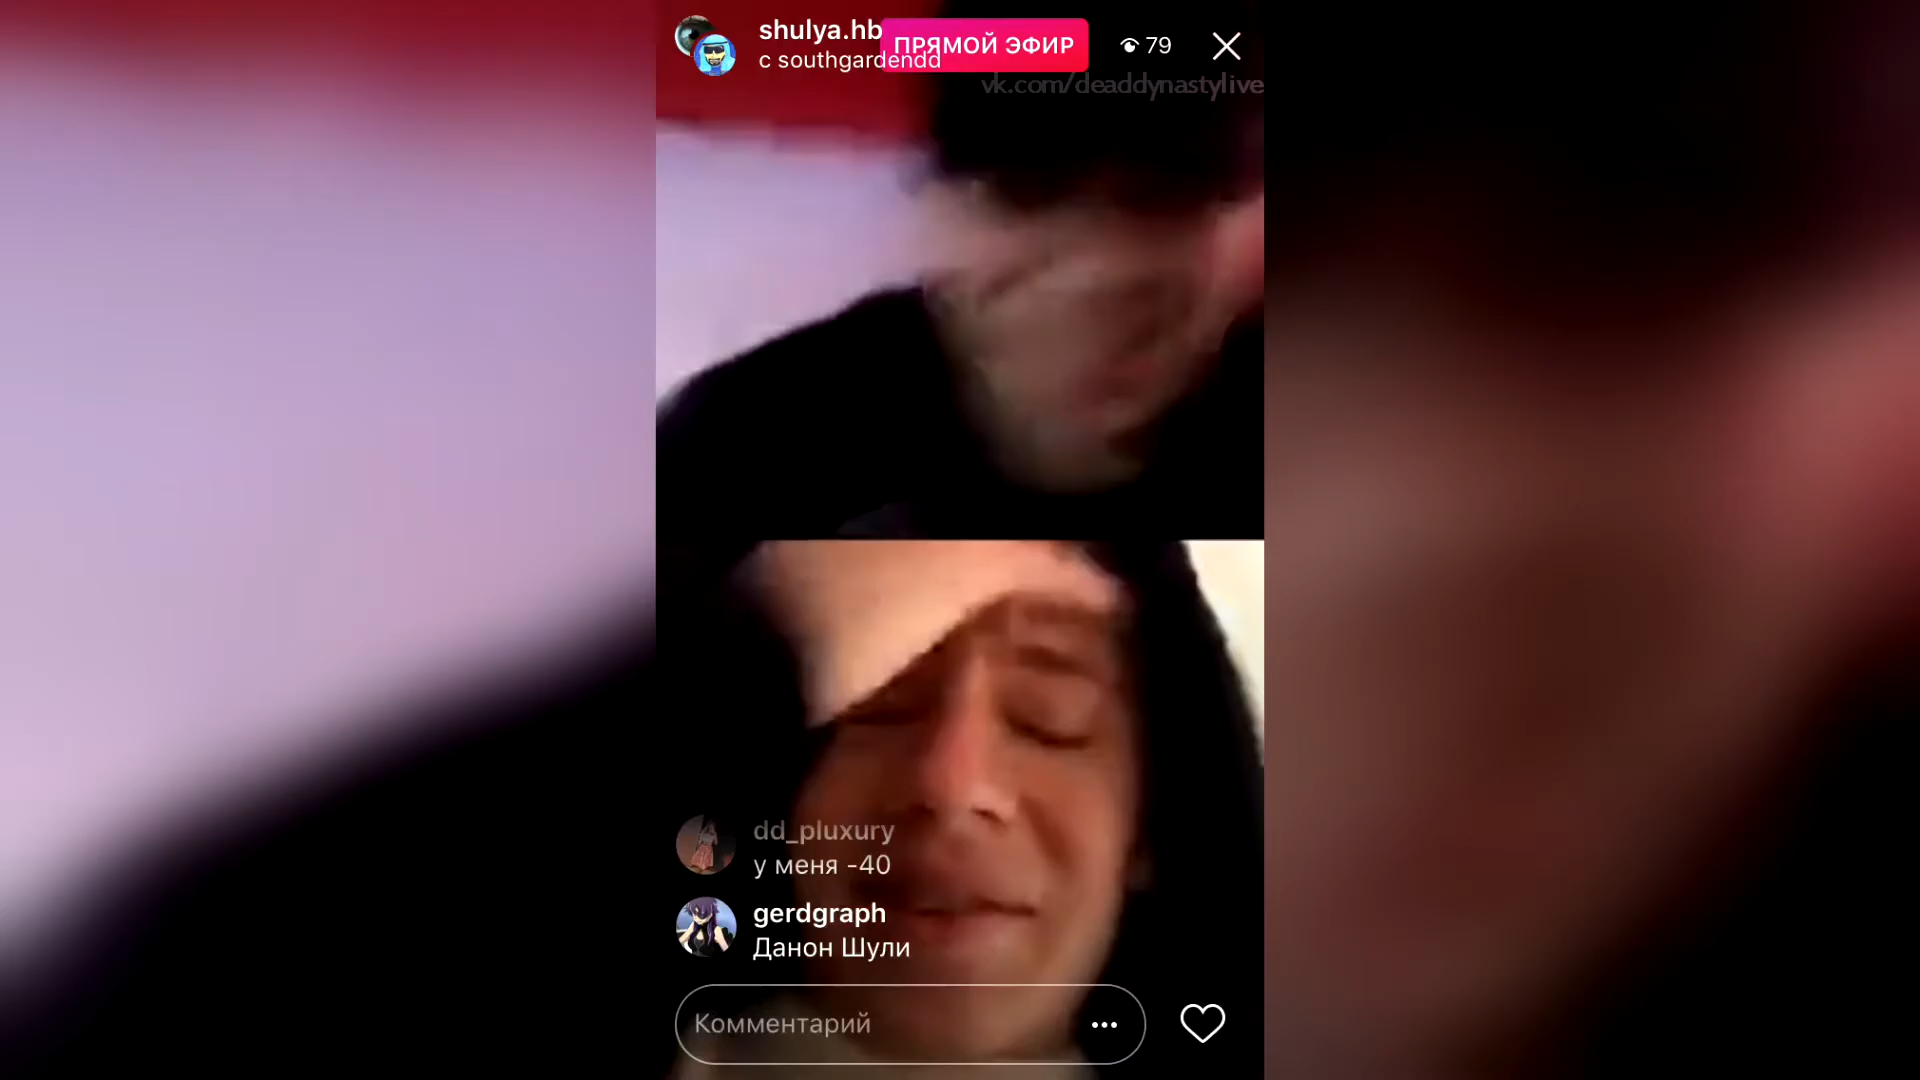 shulya.hb
с southgardendd
ПРЯМОЙ ЭФИР
79
vk.com/deaddynastylive
dd_pluxury
у меня -40
gerdgraph
Данон Шули
Комментарий